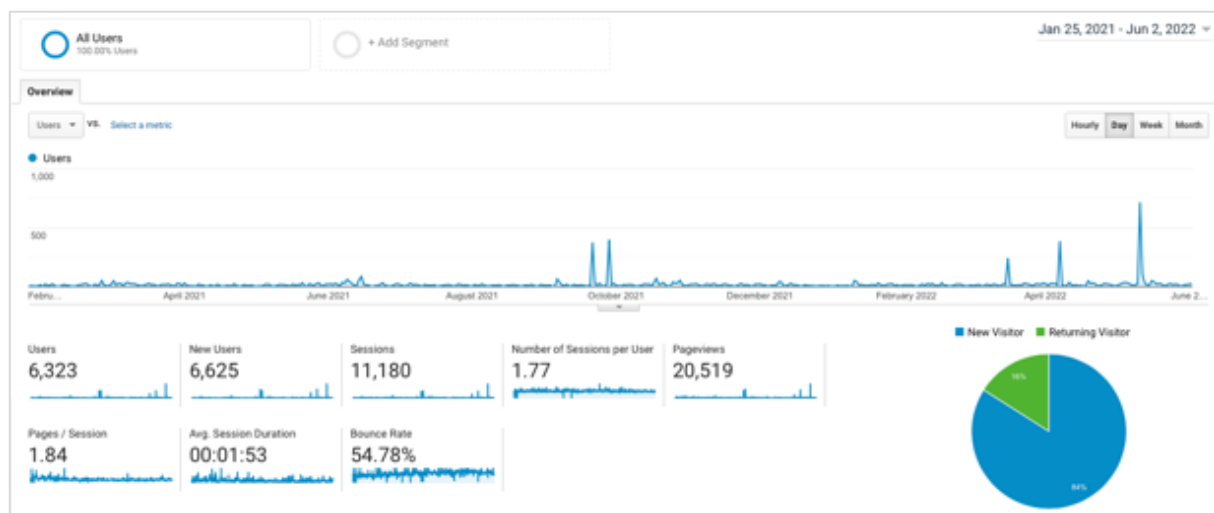 All Users
100.00% Users
+ Add Segment
Jan 25, 2021 - Jun 2, 2022
Overview
Users VS. Select a metric
Hourly Day Week Month
Users
1,000
500
Febru... April 2021 June 2021 August 2021 October 2021 December 2021 February 2022 April 2022 June 2...
New Visitor Returning Visitor
Users New Users Sessions Number of Sessions per User Pageviews
6,323 6,625 11,180 1.77 20,519
16%
Pages / Session Avg. Session Duration Bounce Rate
1.84 00:01:53 54.78%
84%